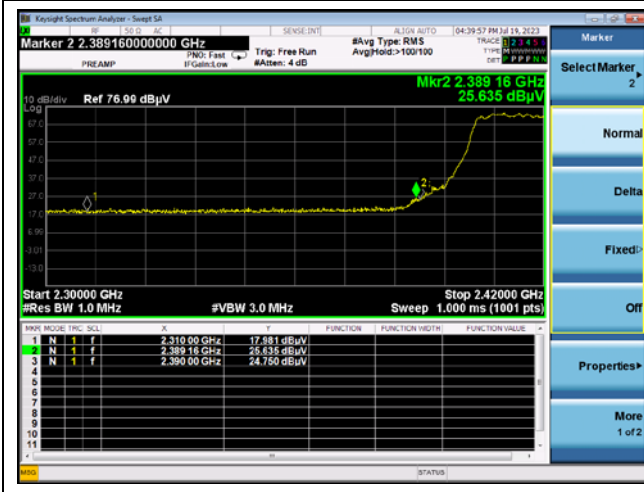 Keysight Spectrum Analyzer - Swept SA
RF 50 Ω AC SENSE:INT ALIGN AUTO 04:39:57 PM Jul 19, 2023
Marker 2 2.389160000000 GHz
PREAMP
PNO: Fast
IFGain:Low
Trig: Free Run
#Atten: 4 dB
#Avg Type: RMS
Avg|Hold:>100/100
TRACE 1 2 3 4 5 6
TYPE M
DET P P P P N N
Mkr2 2.389 16 GHz
25.635 dBµV
10 dB/div Ref 76.99 dBµV
Log
67.0
57.0
47.0
37.0
27.0
17.0
6.99
-3.01
-13.0
1
2
Start 2.30000 GHz Stop 2.42000 GHz
#Res BW 1.0 MHz #VBW 3.0 MHz Sweep 1.000 ms (1001 pts)
MKR MODE TRC SCL X Y FUNCTION FUNCTION WIDTH FUNCTION VALUE
1 N 1 f 2.310 00 GHz 17.981 dBµV
2 N 1 f 2.389 16 GHz 25.635 dBµV
3 N 1 f 2.390 00 GHz 24.750 dBµV
4
5
6
7
8
9
10
11
MSG STATUS
Marker
Select Marker
2
Normal
Delta
Fixed
Off
Properties
More
1 of 2